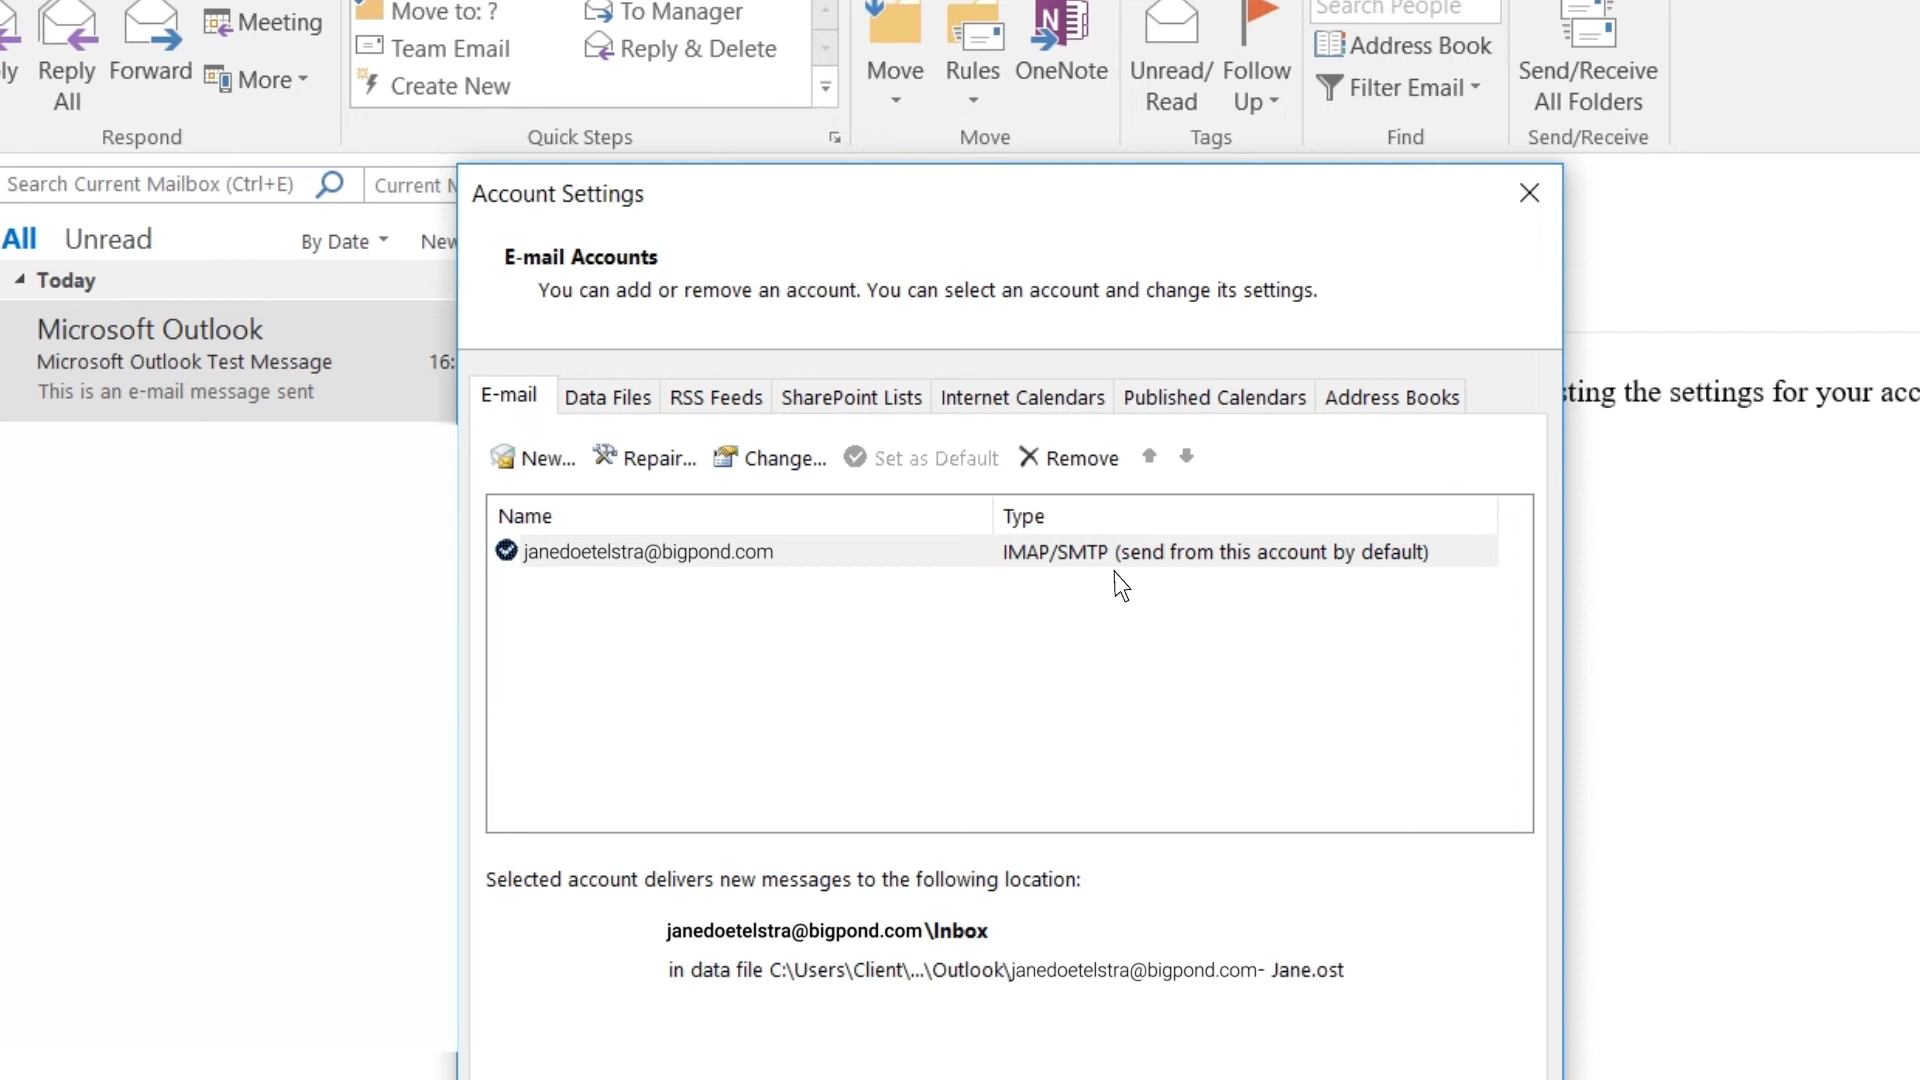 ly
Reply
All
Forward
Meeting
More
Respond
Move to: ?
Team Email
Create New
To Manager
Reply & Delete
Quick Steps
Move
Rules
OneNote
Move
Unread/
Read
Follow
Up
Tags
Search People
Address Book
Filter Email
Find
Send/Receive
All Folders
Send/Receive
Search Current Mailbox (Ctrl+E)
Current M
All Unread By Date New
Today
Microsoft Outlook
Microsoft Outlook Test Message 16:
This is an e-mail message sent
sting the settings for your acc
Account Settings
E-mail Accounts
You can add or remove an account. You can select an account and change its settings.
E-mail Data Files RSS Feeds SharePoint Lists Internet Calendars Published Calendars Address Books
New... Repair... Change... Set as Default Remove
Name Type
janedoetelstra@bigpond.com IMAP/SMTP (send from this account by default)
Selected account delivers new messages to the following location:
janedoetelstra@bigpond.com\Inbox
in data file C:\Users\Client\...\Outlook\janedoetelstra@bigpond.com- Jane.ost